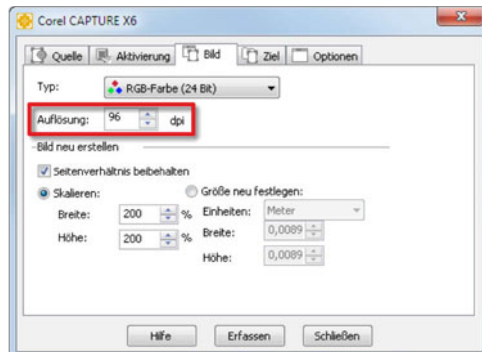 Corel CAPTURE X6
Quelle Aktivierung Bild Ziel Optionen
Typ: RGB-Farbe (24 Bit)
Auflösung: 96 dpi
Bild neu erstellen
Seitenverhältnis beibehalten
Skalieren: Größe neu festlegen:
Breite: 200 % Einheiten: Meter
Höhe: 200 % Breite: 0,0089
Höhe: 0,0089
Hilfe Erfassen Schließen